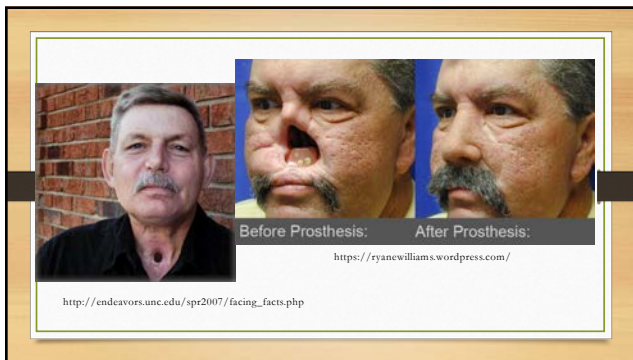 Before Prosthesis: After Prosthesis:
https://ryanewilliams.wordpress.com/
http://endeavors.unc.edu/spr2007/facing_facts.php